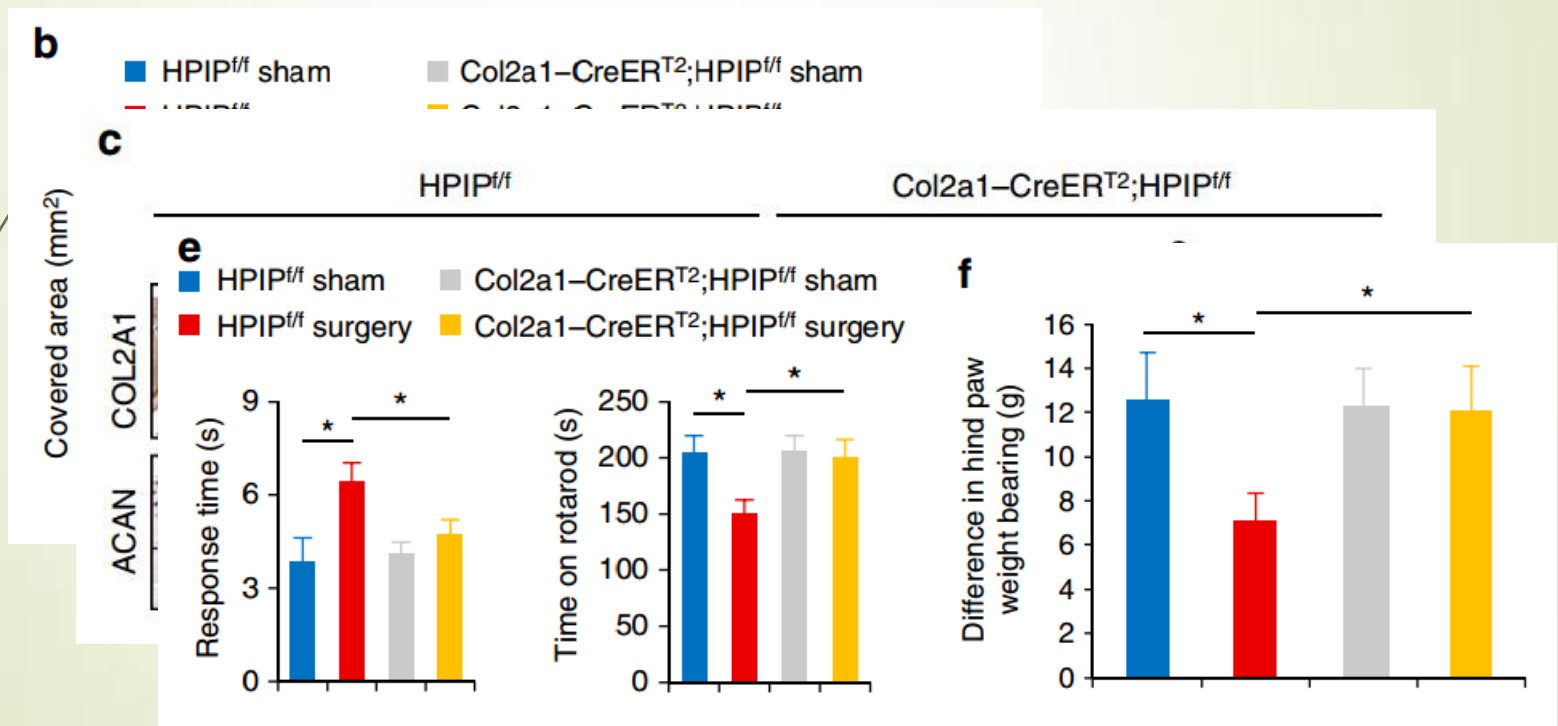 b
HPIPf/f sham
Col2a1–CreERT2;HPIPf/f sham
Covered area (mm2)
c
HPIPf/f
Col2a1–CreERT2;HPIPf/f
COL2A1
ACAN
e
HPIPf/f sham
Col2a1–CreERT2;HPIPf/f sham
HPIPf/f surgery
Col2a1–CreERT2;HPIPf/f surgery
Response time (s)
9
6
3
0
*
*
Time on rotarod (s)
250
200
150
100
50
0
*
*
f
Difference in hind paw
weight bearing (g)
16
14
12
10
8
6
4
2
0
*
*